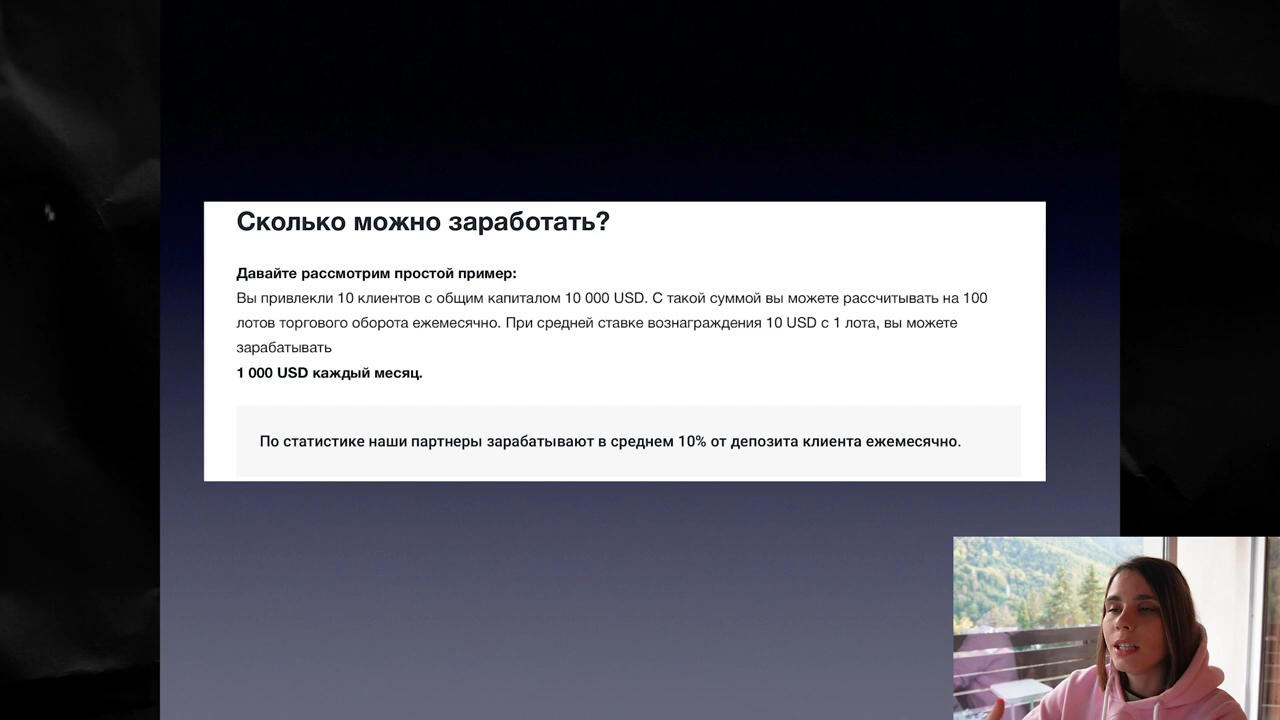 Сколько можно заработать?
Давайте рассмотрим простой пример:
Вы привлекли 10 клиентов с общим капиталом 10 000 USD. С такой суммой вы можете рассчитывать на 100
лотов торгового оборота ежемесячно. При средней ставке вознаграждения 10 USD с 1 лота, вы можете
зарабатывать
1 000 USD каждый месяц.
По статистике наши партнеры зарабатывают в среднем 10% от депозита клиента ежемесячно.